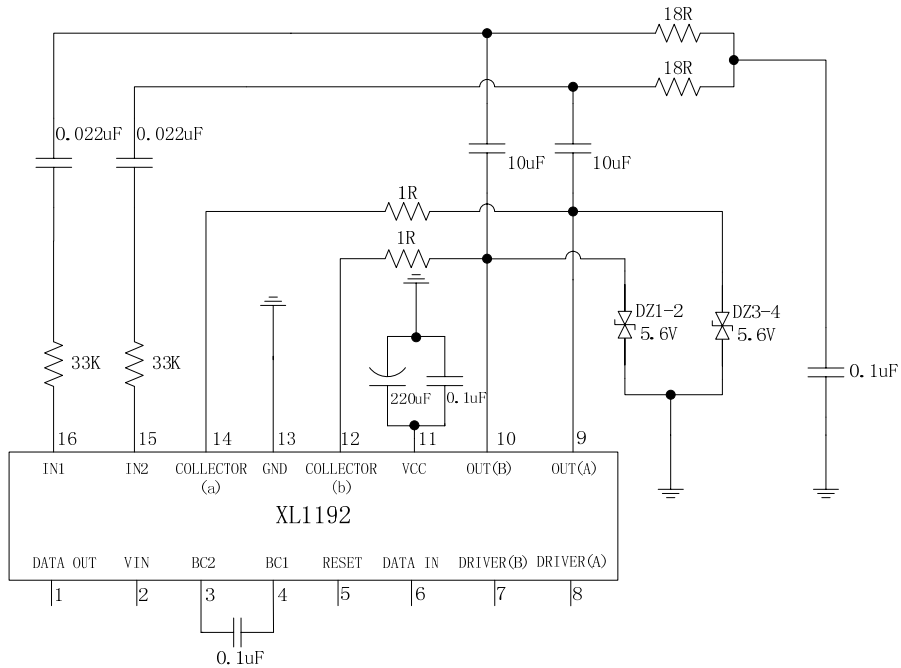 18R
18R
0.022uF
0.022uF
10uF
10uF
1R
1R
DZ1-2
5.6V
DZ3-4
5.6V
33K
33K
220uF
0.1uF
0.1uF
16
15
14
13
12
11
10
9
IN1
IN2
COLLECTOR
(a)
GND
COLLECTOR
(b)
VCC
OUT(B)
OUT(A)
XL1192
DATA OUT
VIN
BC2
BC1
RESET
DATA IN
DRIVER(B)
DRIVER(A)
1
2
3
4
5
6
7
8
0.1uF